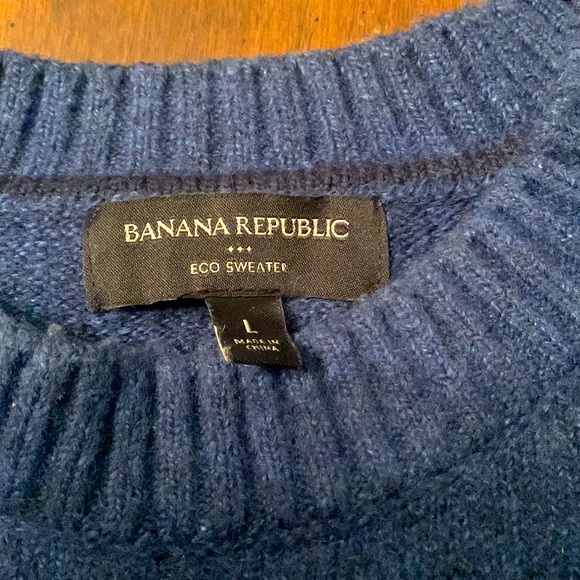 BANANA REPUBLIC
ECO SWEATER
L
MADE IN
CHINA